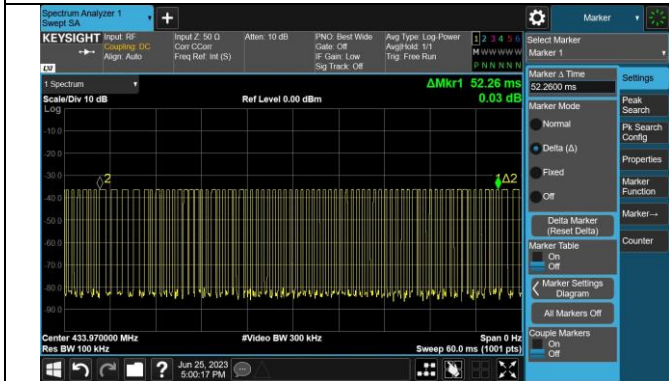 Spectrum Analyzer 1
Swept SA
+
Marker
KEYSIGHT
Input: RF
Coupling: DC
Align: Auto
Input Z: 50 Ω
Corr CCorr
Freq Ref: Int (S)
Atten: 10 dB
PNO: Best Wide
Gate: Off
IF Gain: Low
Sig Track: Off
Avg Type: Log-Power
Avg|Hold: 1/1
Trig: Free Run
1 2 3 4 5 6
M W W W W W
P N N N N N
LXI
1 Spectrum
Scale/Div 10 dB
Log
Ref Level 0.00 dBm
ΔMkr1 52.26 ms
0.03 dB
-10.0
-20.0
-30.0
-40.0
-50.0
-60.0
-70.0
-80.0
-90.0
2
1Δ2
Center 433.970000 MHz
Res BW 100 kHz
#Video BW 300 kHz
Span 0 Hz
Sweep 60.0 ms (1001 pts)
?
Jun 25, 2023
5:00:17 PM
Select Marker
Marker 1
Marker Δ Time
52.2600 ms
Marker Mode
Normal
Delta (Δ)
Fixed
Off
Delta Marker
(Reset Delta)
Marker Table
On
Off
Marker Settings
Diagram
All Markers Off
Couple Markers
On
Off
Settings
Peak
Search
Pk Search
Config
Properties
Marker
Function
Marker→
Counter